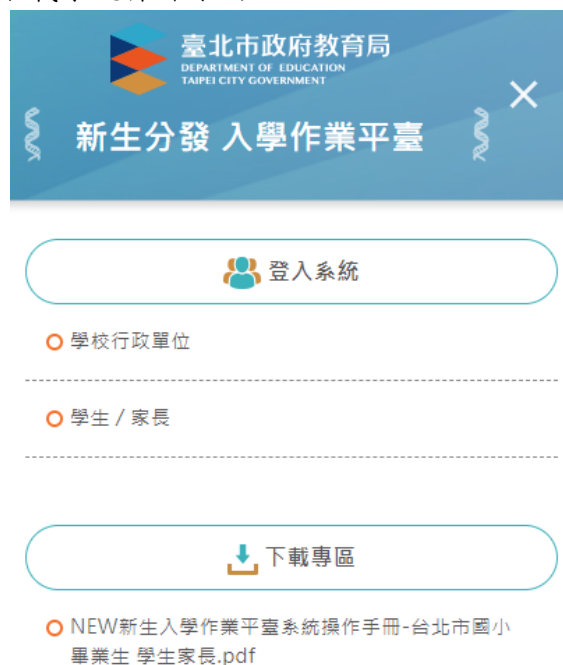 臺北市政府教育局
DEPARTMENT OF EDUCATION
TAIPEI CITY GOVERNMENT
新生分發 入學作業平臺
登入系統
學校行政單位
學生 / 家長
下載專區
NEW新生入學作業平臺系統操作手冊-台北市國小
畢業生 學生家長.pdf